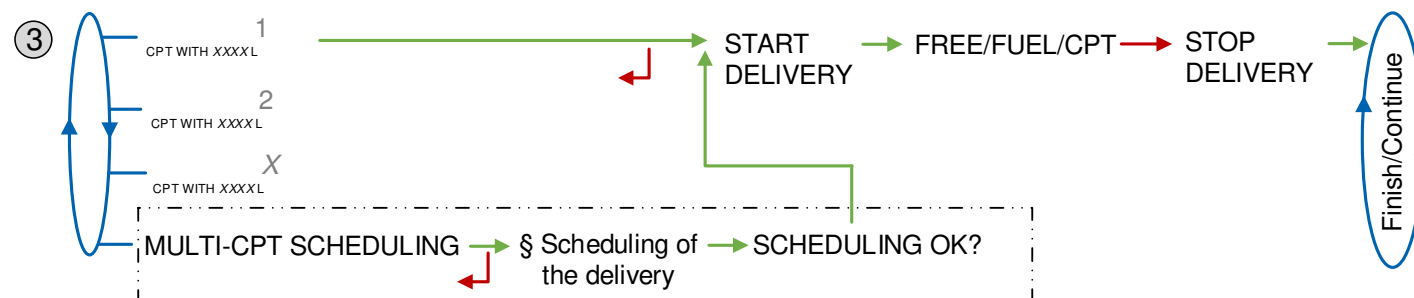 3
1
CPT WITH XXXX L
START
DELIVERY
FREE/FUEL/CPT
STOP
DELIVERY
2
CPT WITH XXXX L
X
CPT WITH XXXX L
MULTI-CPT SCHEDULING
§ Scheduling of
the delivery
SCHEDULING OK?
Finish/Continue